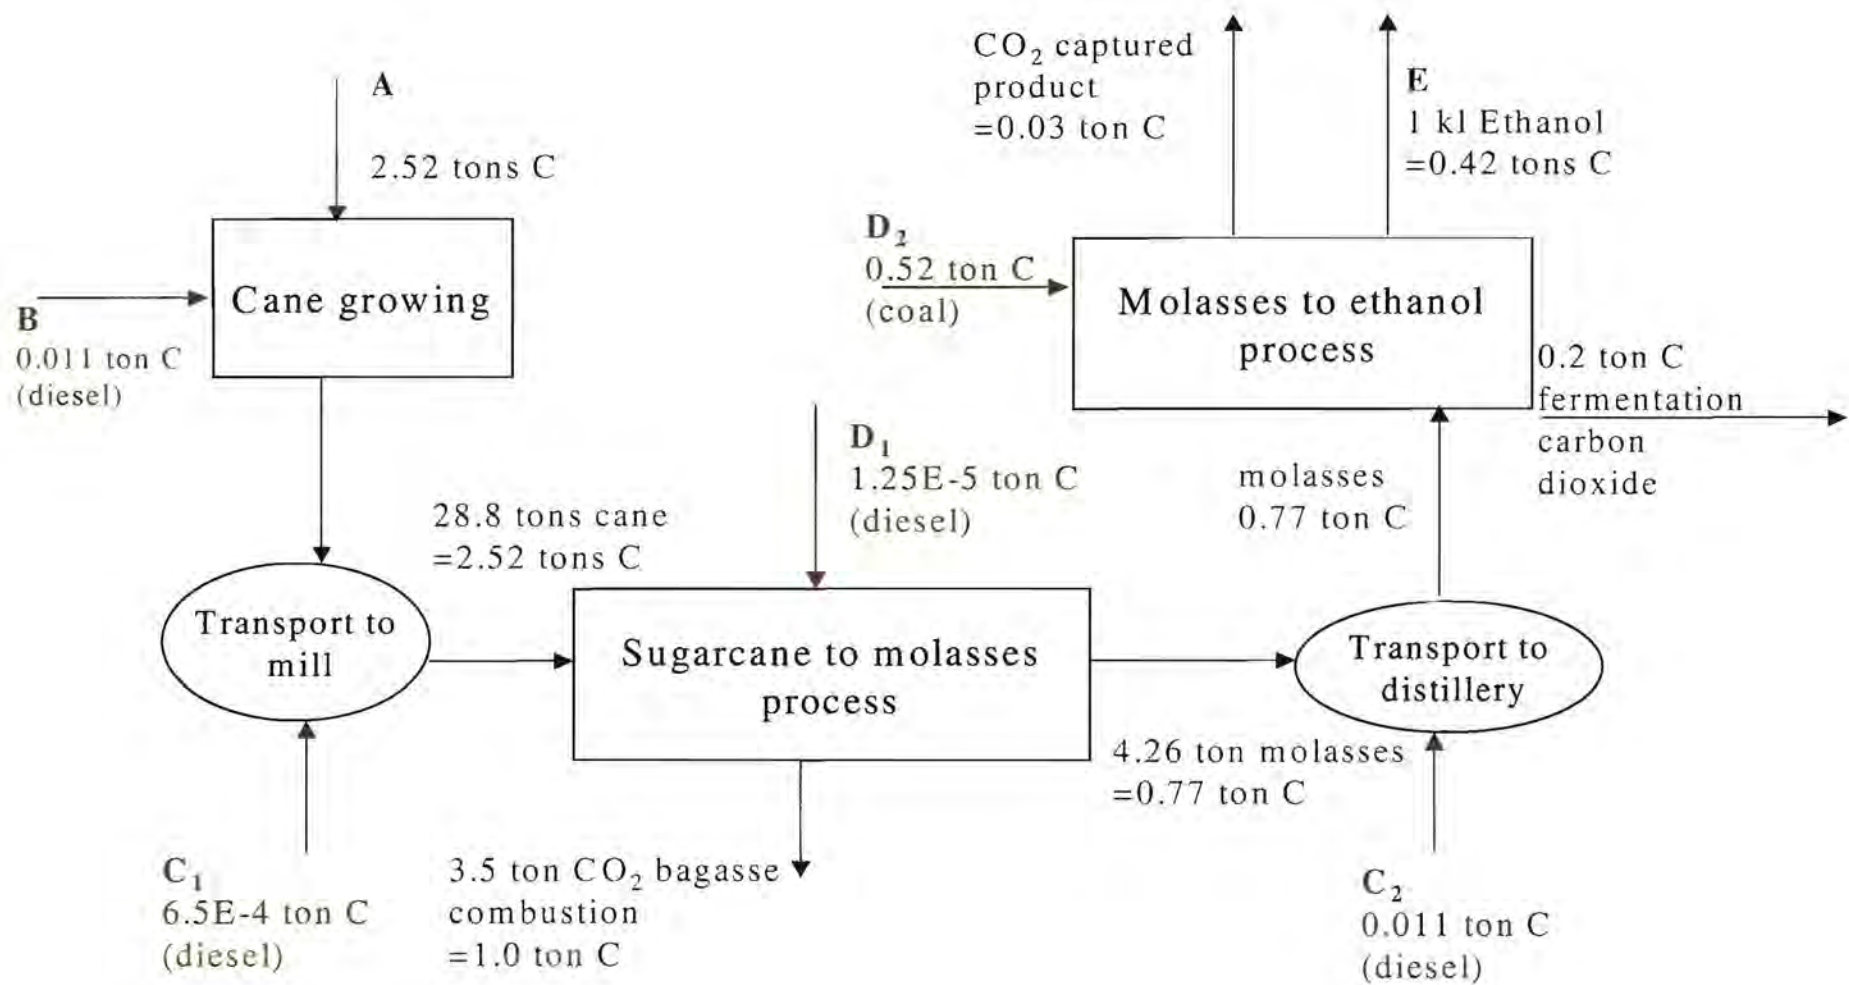 A
2.52 tons C
B
0.011 ton C
(diesel)
Cane growing
Transport to
mill
C₁
6.5E-4 ton C
(diesel)
28.8 tons cane
=2.52 tons C
D₁
1.25E-5 ton C
(diesel)
Sugarcane to molasses
process
3.5 ton CO₂ bagasse
combustion
=1.0 ton C
4.26 ton molasses
=0.77 ton C
Transport to
distillery
C₂
0.011 ton C
(diesel)
molasses
0.77 ton C
D₂
0.52 ton C
(coal)
Molasses to ethanol
process
CO₂ captured
product
=0.03 ton C
E
1 kl Ethanol
=0.42 tons C
0.2 ton C
fermentation
carbon
dioxide